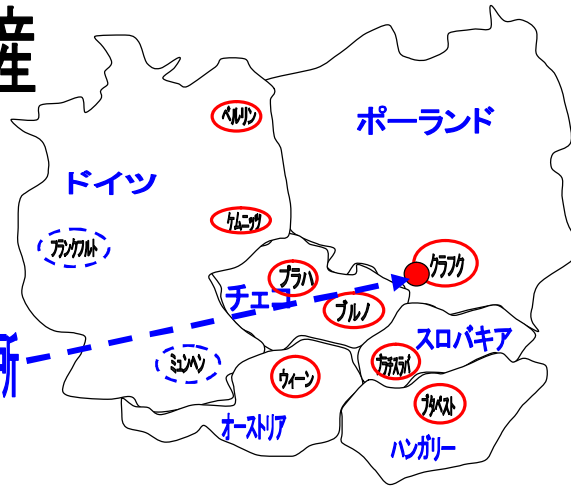 産
ベルリン
ポーランド
ドイツ
ケムニッツ
フランクフルト
クラフク
プラハ
チェコ
ブルノ
スロバキア
所
ミュンヘン
ブラチスラバ
ウィーン
ブタペスト
オーストリア
ハンガリー